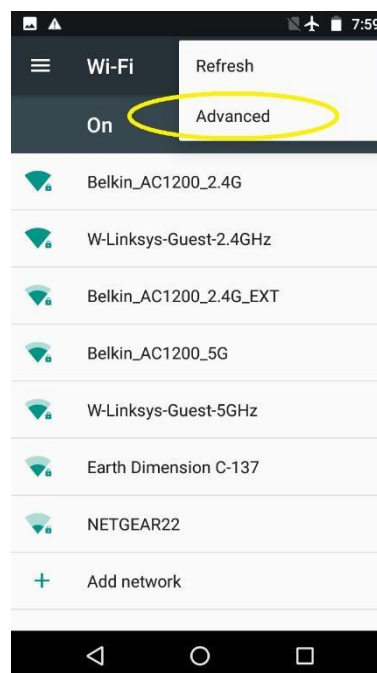 7:59
Wi-Fi
Refresh
On
Advanced
Belkin_AC1200_2.4G
W-Linksys-Guest-2.4GHz
Belkin_AC1200_2.4G_EXT
Belkin_AC1200_5G
W-Linksys-Guest-5GHz
Earth Dimension C-137
NETGEAR22
Add network